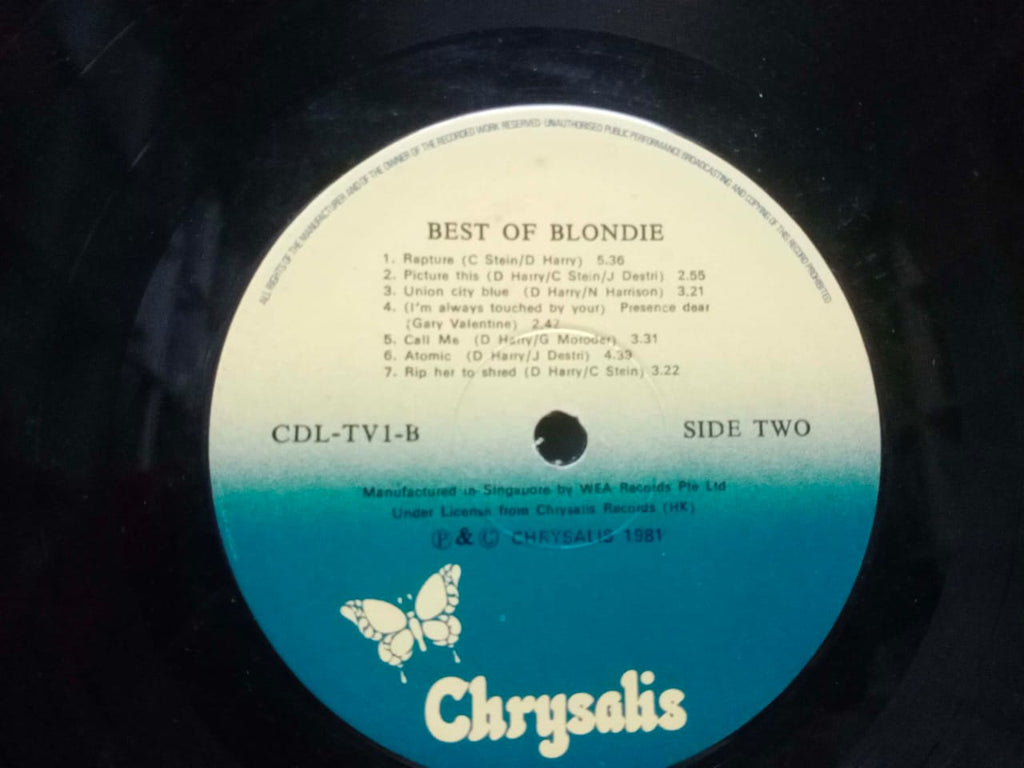 ALL RIGHTS OF THE MANUFACTURER AND OF THE OWNER OF THE RECORDED WORK RESERVED UNAUTHORISED PUBLIC PERFORMANCE BROADCASTING AND COPYING OF THIS RECORD PROHIBITED
BEST OF BLONDIE
1. Rapture (C Stein/D Harry) 5.36
2. Picture this (D Harry/C Stein/J Destri) 2.55
3. Union city blue (D Harry/N Harrison) 3.21
4. (I'm always touched by your) Presence dear
(Gary Valentine) 2.42
5. Call Me (D Harry/G Moroder) 3.31
6. Atomic (D Harry/J Destri) 4.39
7. Rip her to shred (D Harry/C Stein) 3.22
CDL-TV1-B
SIDE TWO
Manufactured in Singapore by WEA Records Pte Ltd
Under License from Chrysalis Records (HK)
Ⓟ & © CHRYSALIS 1981
Chrysalis